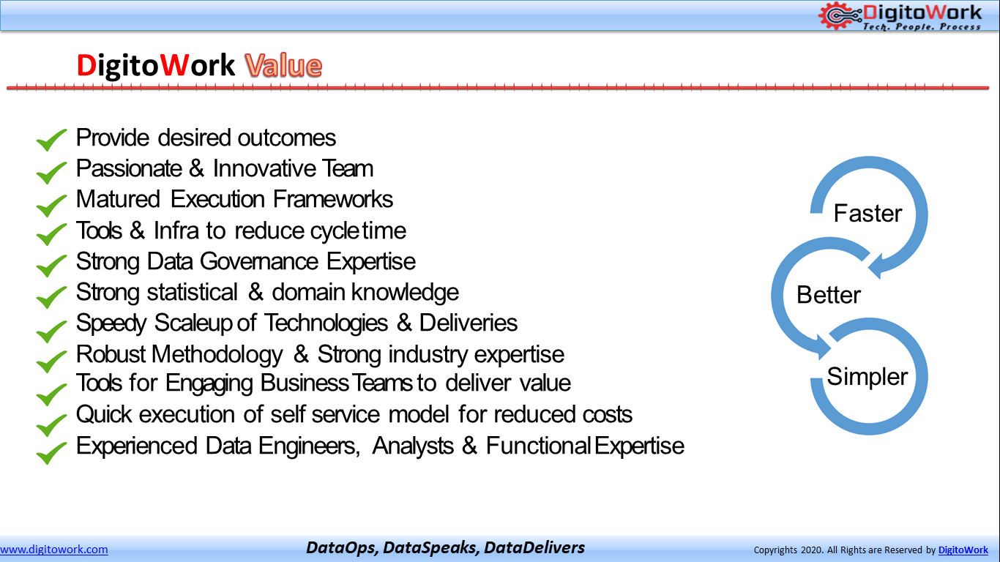 DigitoWork
Tech. People. Process
DigitoWork Value
Provide desired outcomes
Passionate & Innovative Team
Matured Execution Frameworks
Tools & Infra to reduce cycle time
Strong Data Governance Expertise
Strong statistical & domain knowledge
Speedy Scaleup of Technologies & Deliveries
Robust Methodology & Strong industry expertise
Tools for Engaging Business Teams to deliver value
Quick execution of self service model for reduced costs
Experienced Data Engineers, Analysts & Functional Expertise
Faster
Better
Simpler
www.digitowork.com
DataOps, DataSpeaks, DataDelivers
Copyrights 2020. All Rights are Reserved by DigitoWork